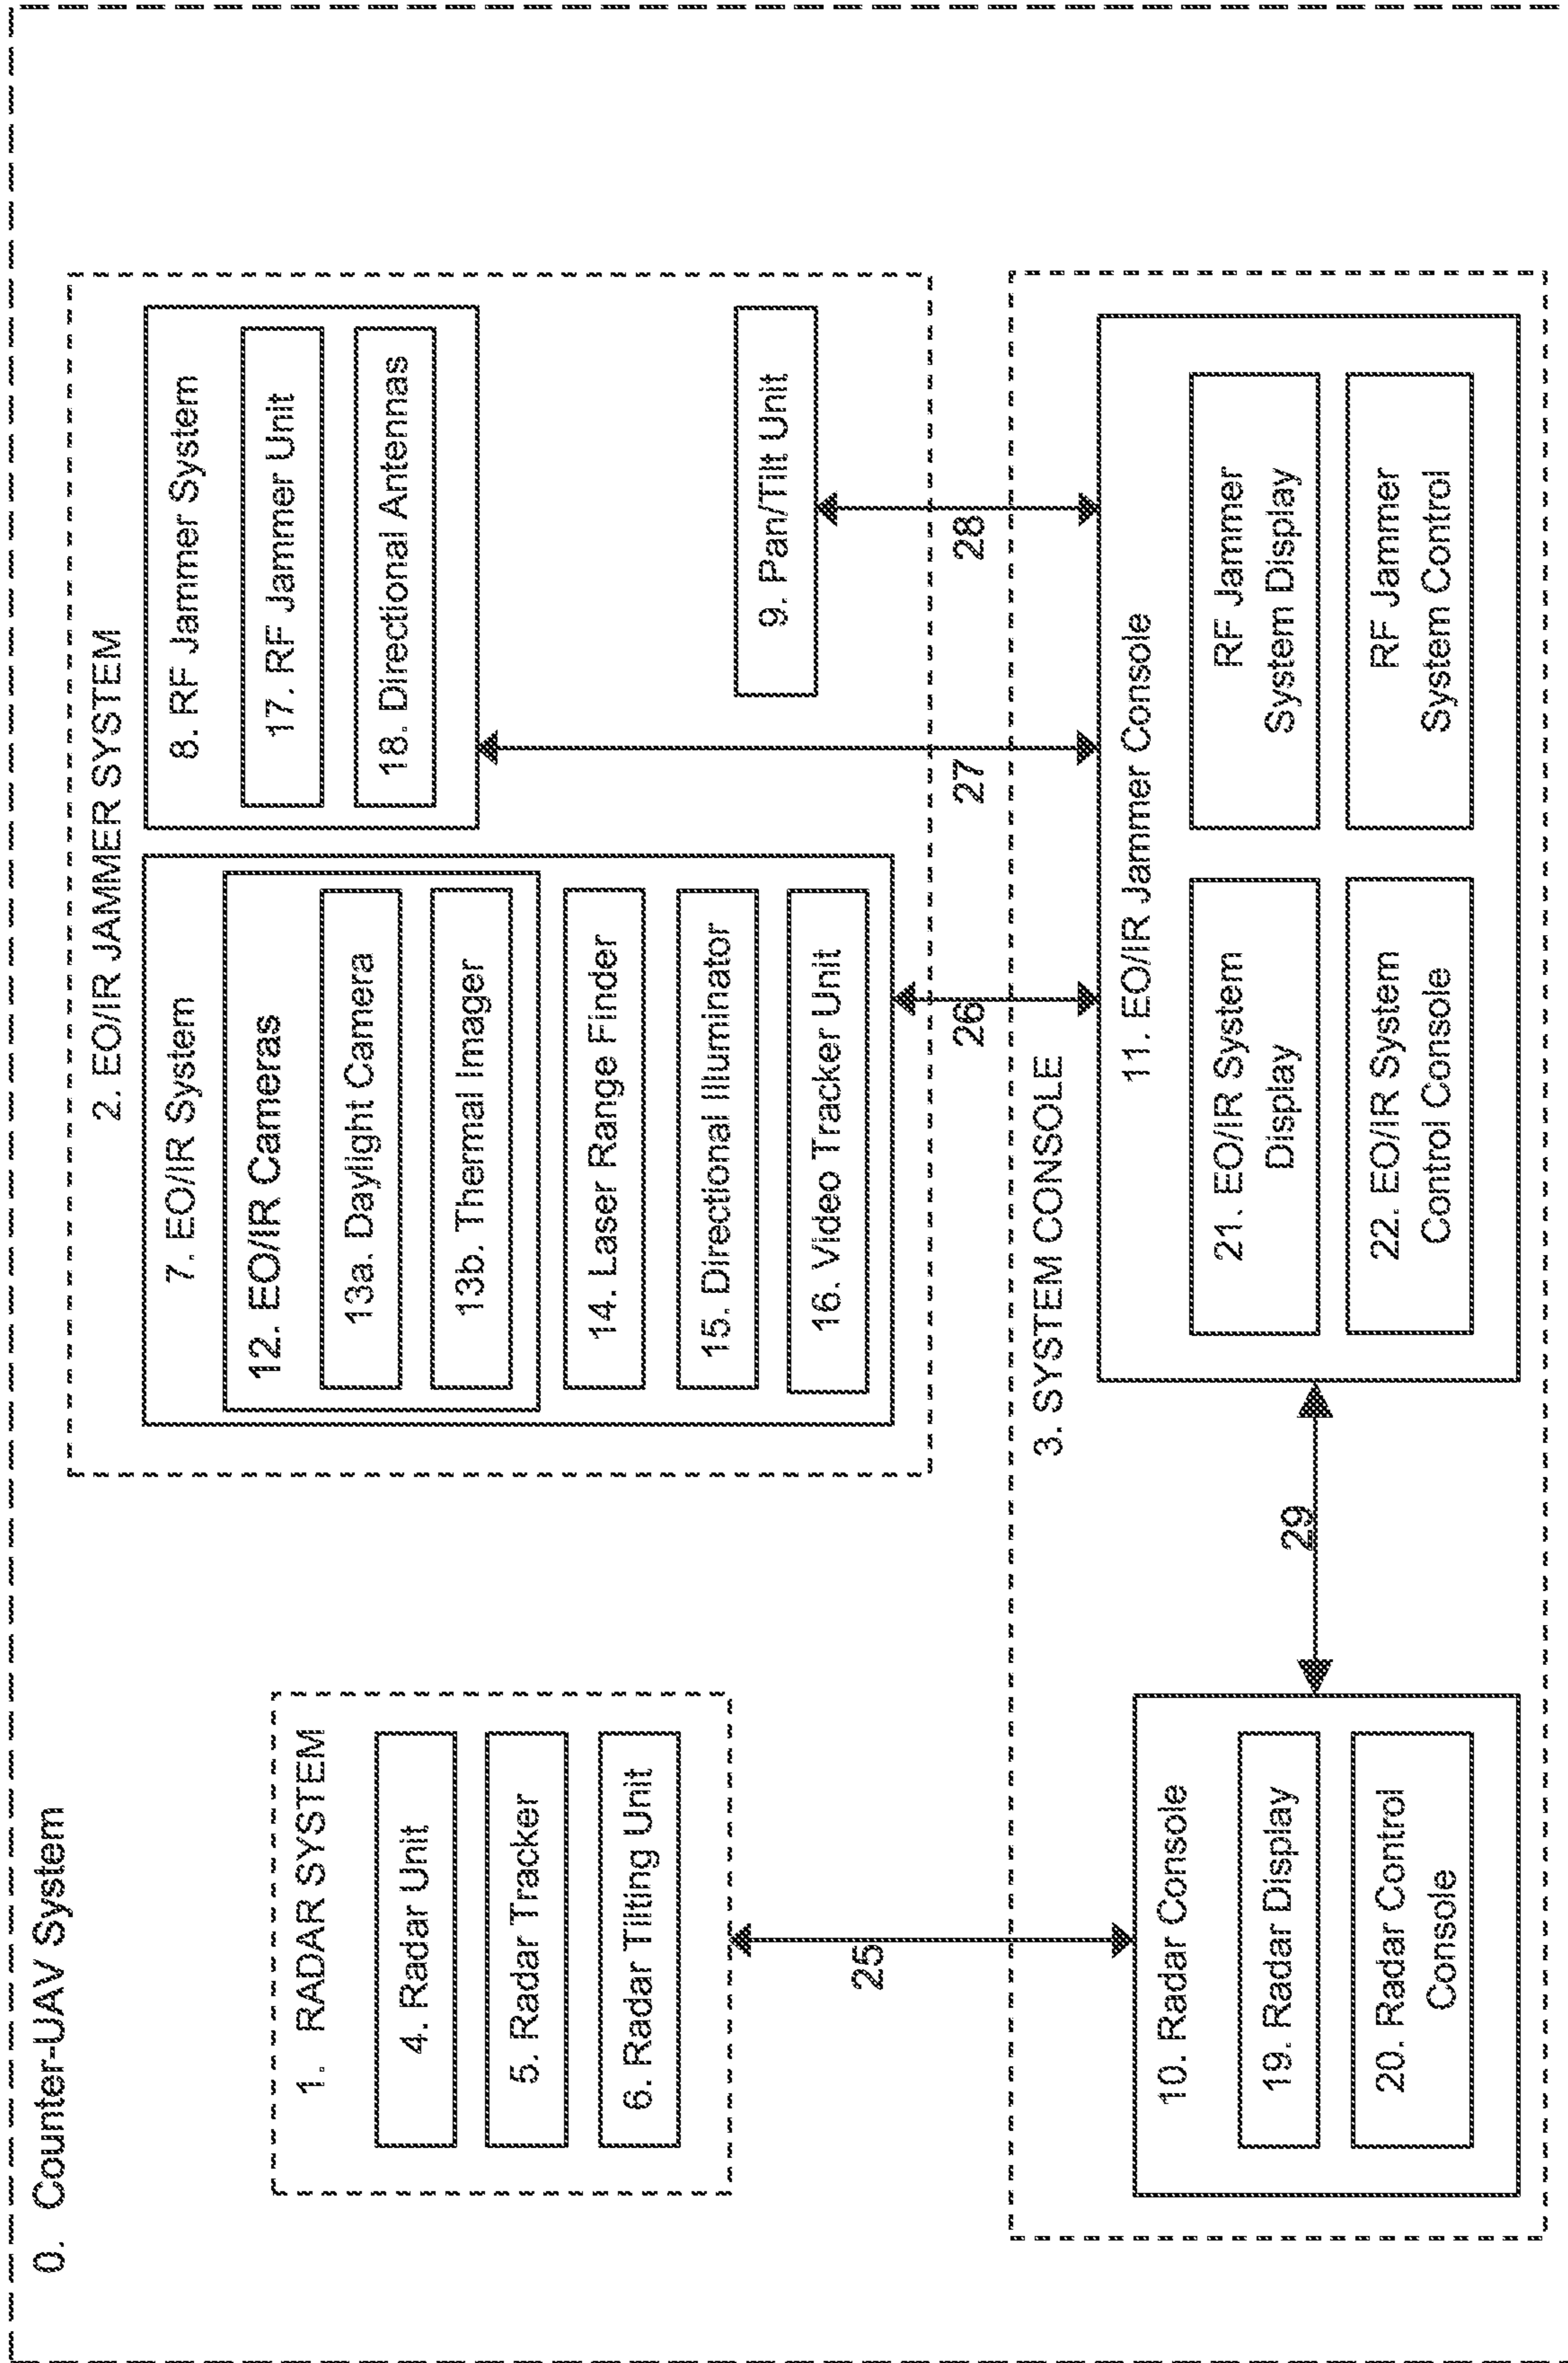 0. Counter-UAV System
1. RADAR SYSTEM
4. Radar Unit
5. Radar Tracker
6. Radar Tilting Unit
2. EO/IR JAMMER SYSTEM
7. EO/IR System
12. EO/IR Cameras
13a. Daylight Camera
13b. Thermal Imager
14. Laser Range Finder
15. Directional Illuminator
16. Video Tracker Unit
8. RF Jammer System
17. RF Jammer Unit
18. Directional Antennas
9. Pan/Tilt Unit
25
26
27
28
3. SYSTEM CONSOLE
10. Radar Console
19. Radar Display
20. Radar Control
Console
29
11. EO/IR Jammer Console
21. EO/IR System
Display
22. EO/IR System
Control Console
RF Jammer
System Display
RF Jammer
System Control